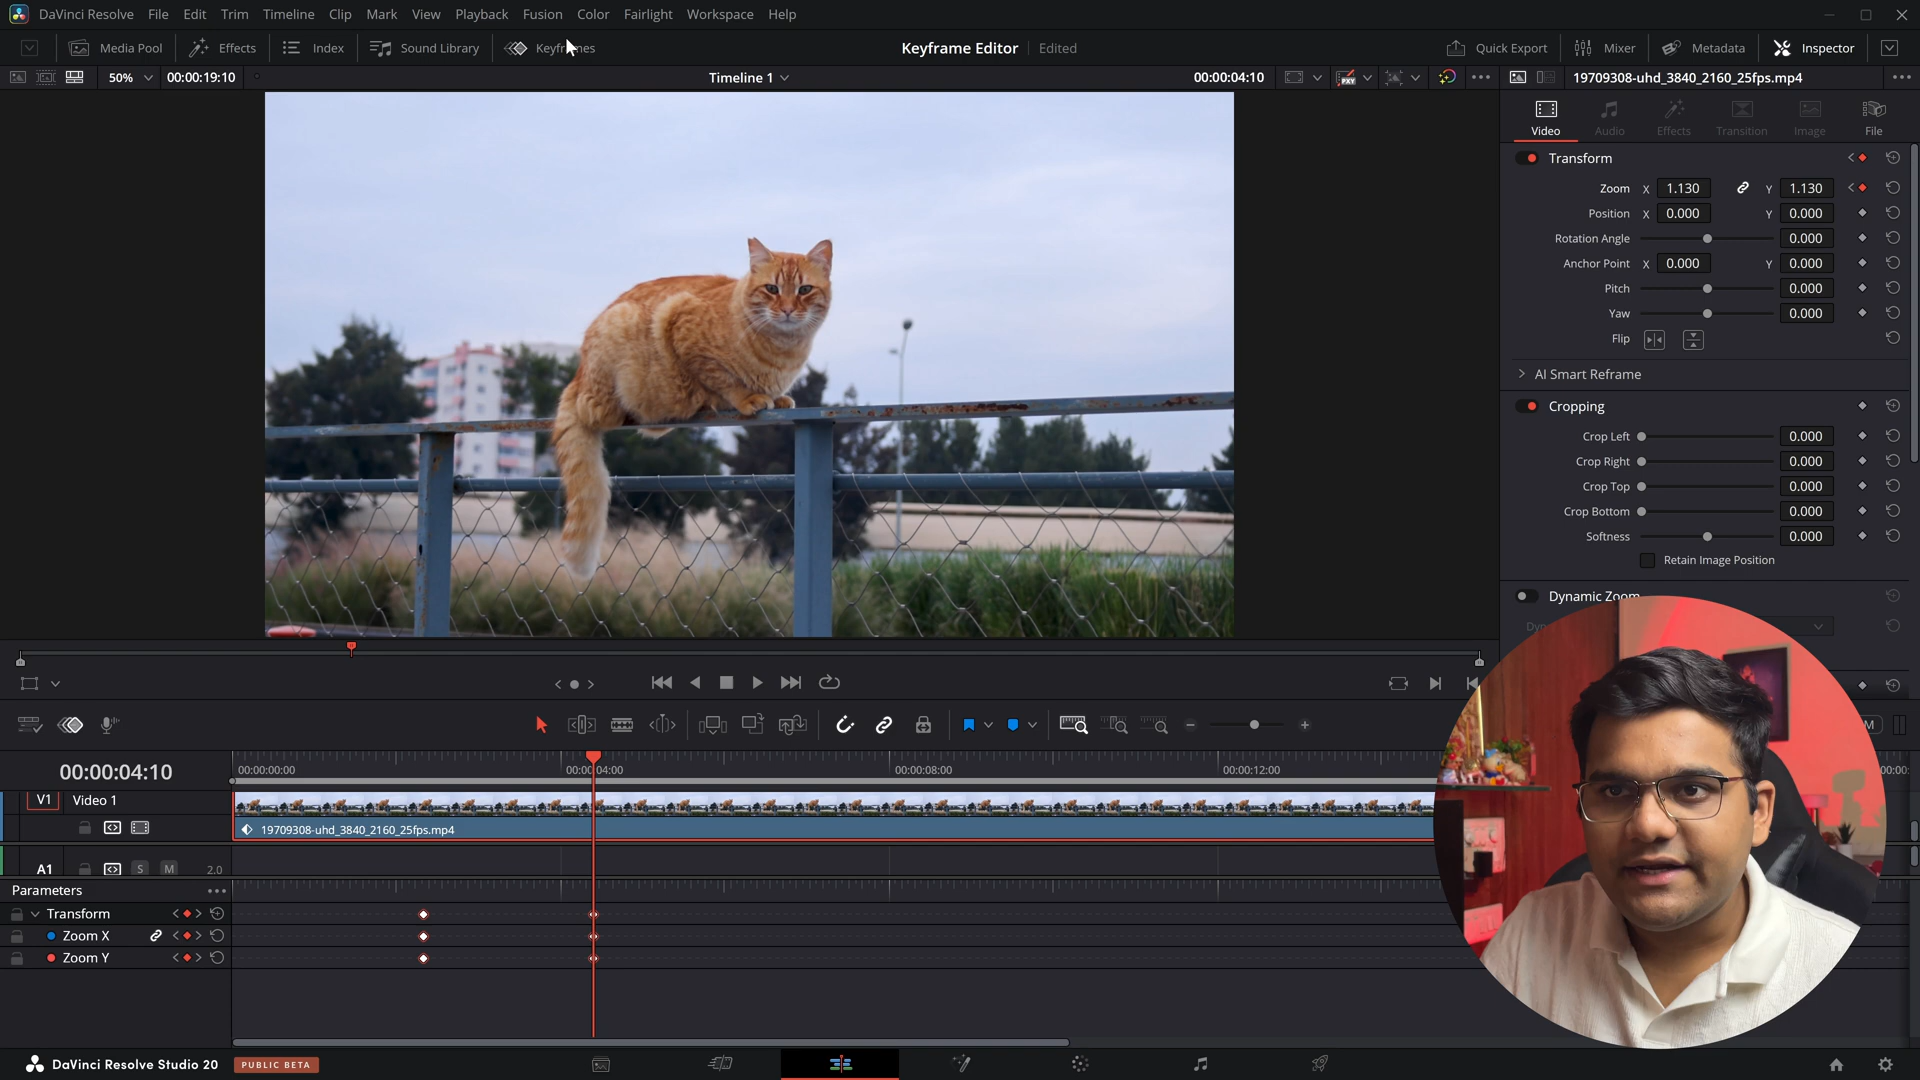 DaVinci Resolve File Edit Trim Timeline Clip Mark View Playback Fusion Color Fairlight Workspace Help
Media Pool Effects Index Sound Library Keyframes Keyframe Editor Edited Quick Export Mixer Metadata Inspector
50% 00:00:19:10 Timeline 1 00:00:04:10 PXY 19709308-uhd_3840_2160_25fps.mp4
Video Audio Effects Transition Image File
Transform
Zoom X 1.130 Y 1.130
Position X 0.000 Y 0.000
Rotation Angle 0.000
Anchor Point X 0.000 Y 0.000
Pitch 0.000
Yaw 0.000
Flip
AI Smart Reframe
Cropping
Crop Left 0.000
Crop Right 0.000
Crop Top 0.000
Crop Bottom 0.000
Softness 0.000
Retain Image Position
Dynamic Zoom
M
00:00:04:10 00:00:00:00 00:00:04:00 00:00:08:00 00:00:12:00
V1 Video 1
19709308-uhd_3840_2160_25fps.mp4
A1 S M 2.0
Parameters
Transform
Zoom X
Zoom Y
DaVinci Resolve Studio 20 PUBLIC BETA